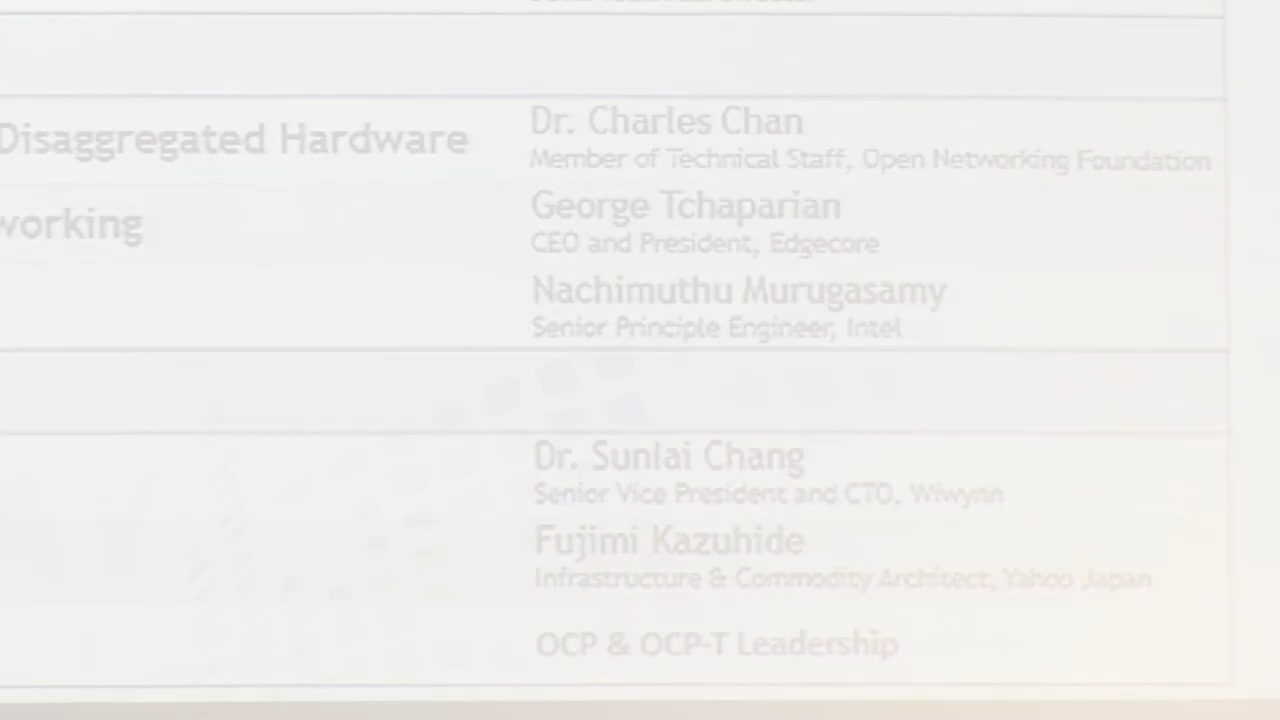 Disaggregated Hardware
Dr. Charles Chan
Member of Technical Staff, Open Networking Foundation
working
George Tchaparian
CEO and President, Edgecore
Nachimuthu Murugasamy
Senior Principle Engineer, Intel
Dr. Sunlai Chang
Senior Vice President and CTO, Wiwynn
Fujimi Kazuhide
Infrastructure & Commodity Architect, Yahoo Japan
OCP & OCP-T Leadership